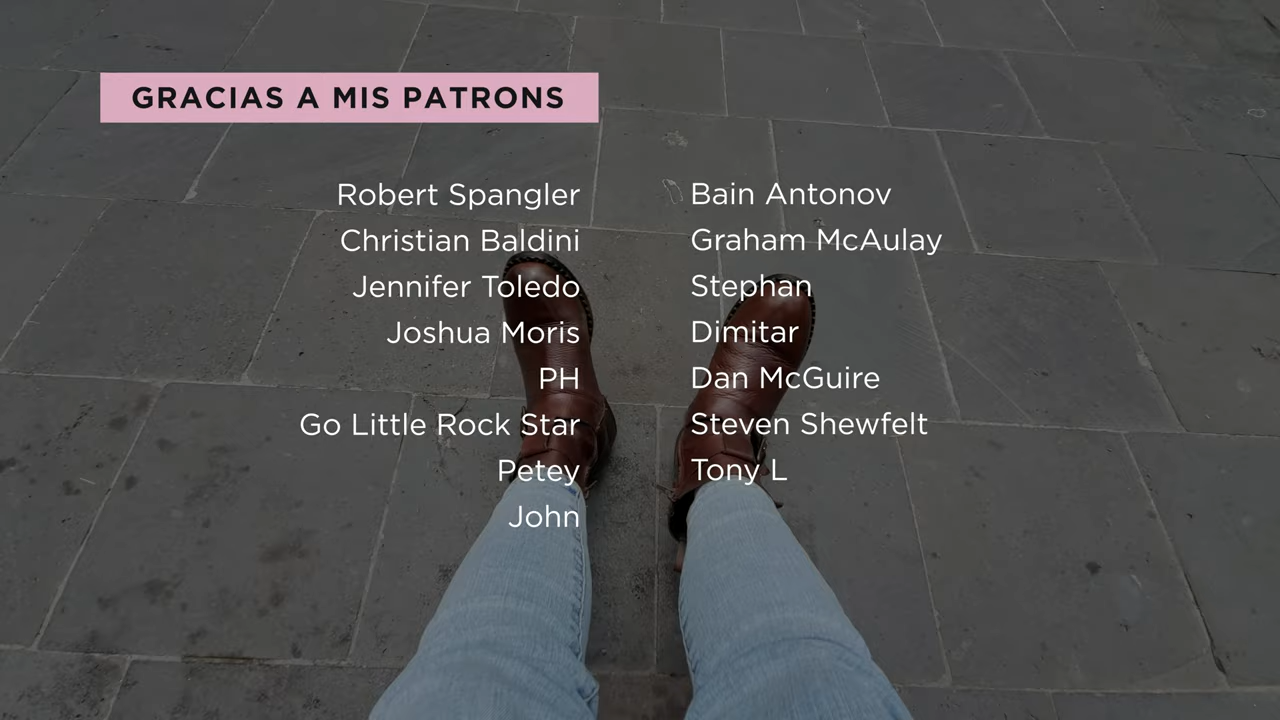 GRACIAS A MIS PATRONS
Robert Spangler
Christian Baldini
Jennifer Toledo
Joshua Moris
PH
Go Little Rock Star
Petey
John
Bain Antonov
Graham McAulay
Stephan
Dimitar
Dan McGuire
Steven Shewfelt
Tony L